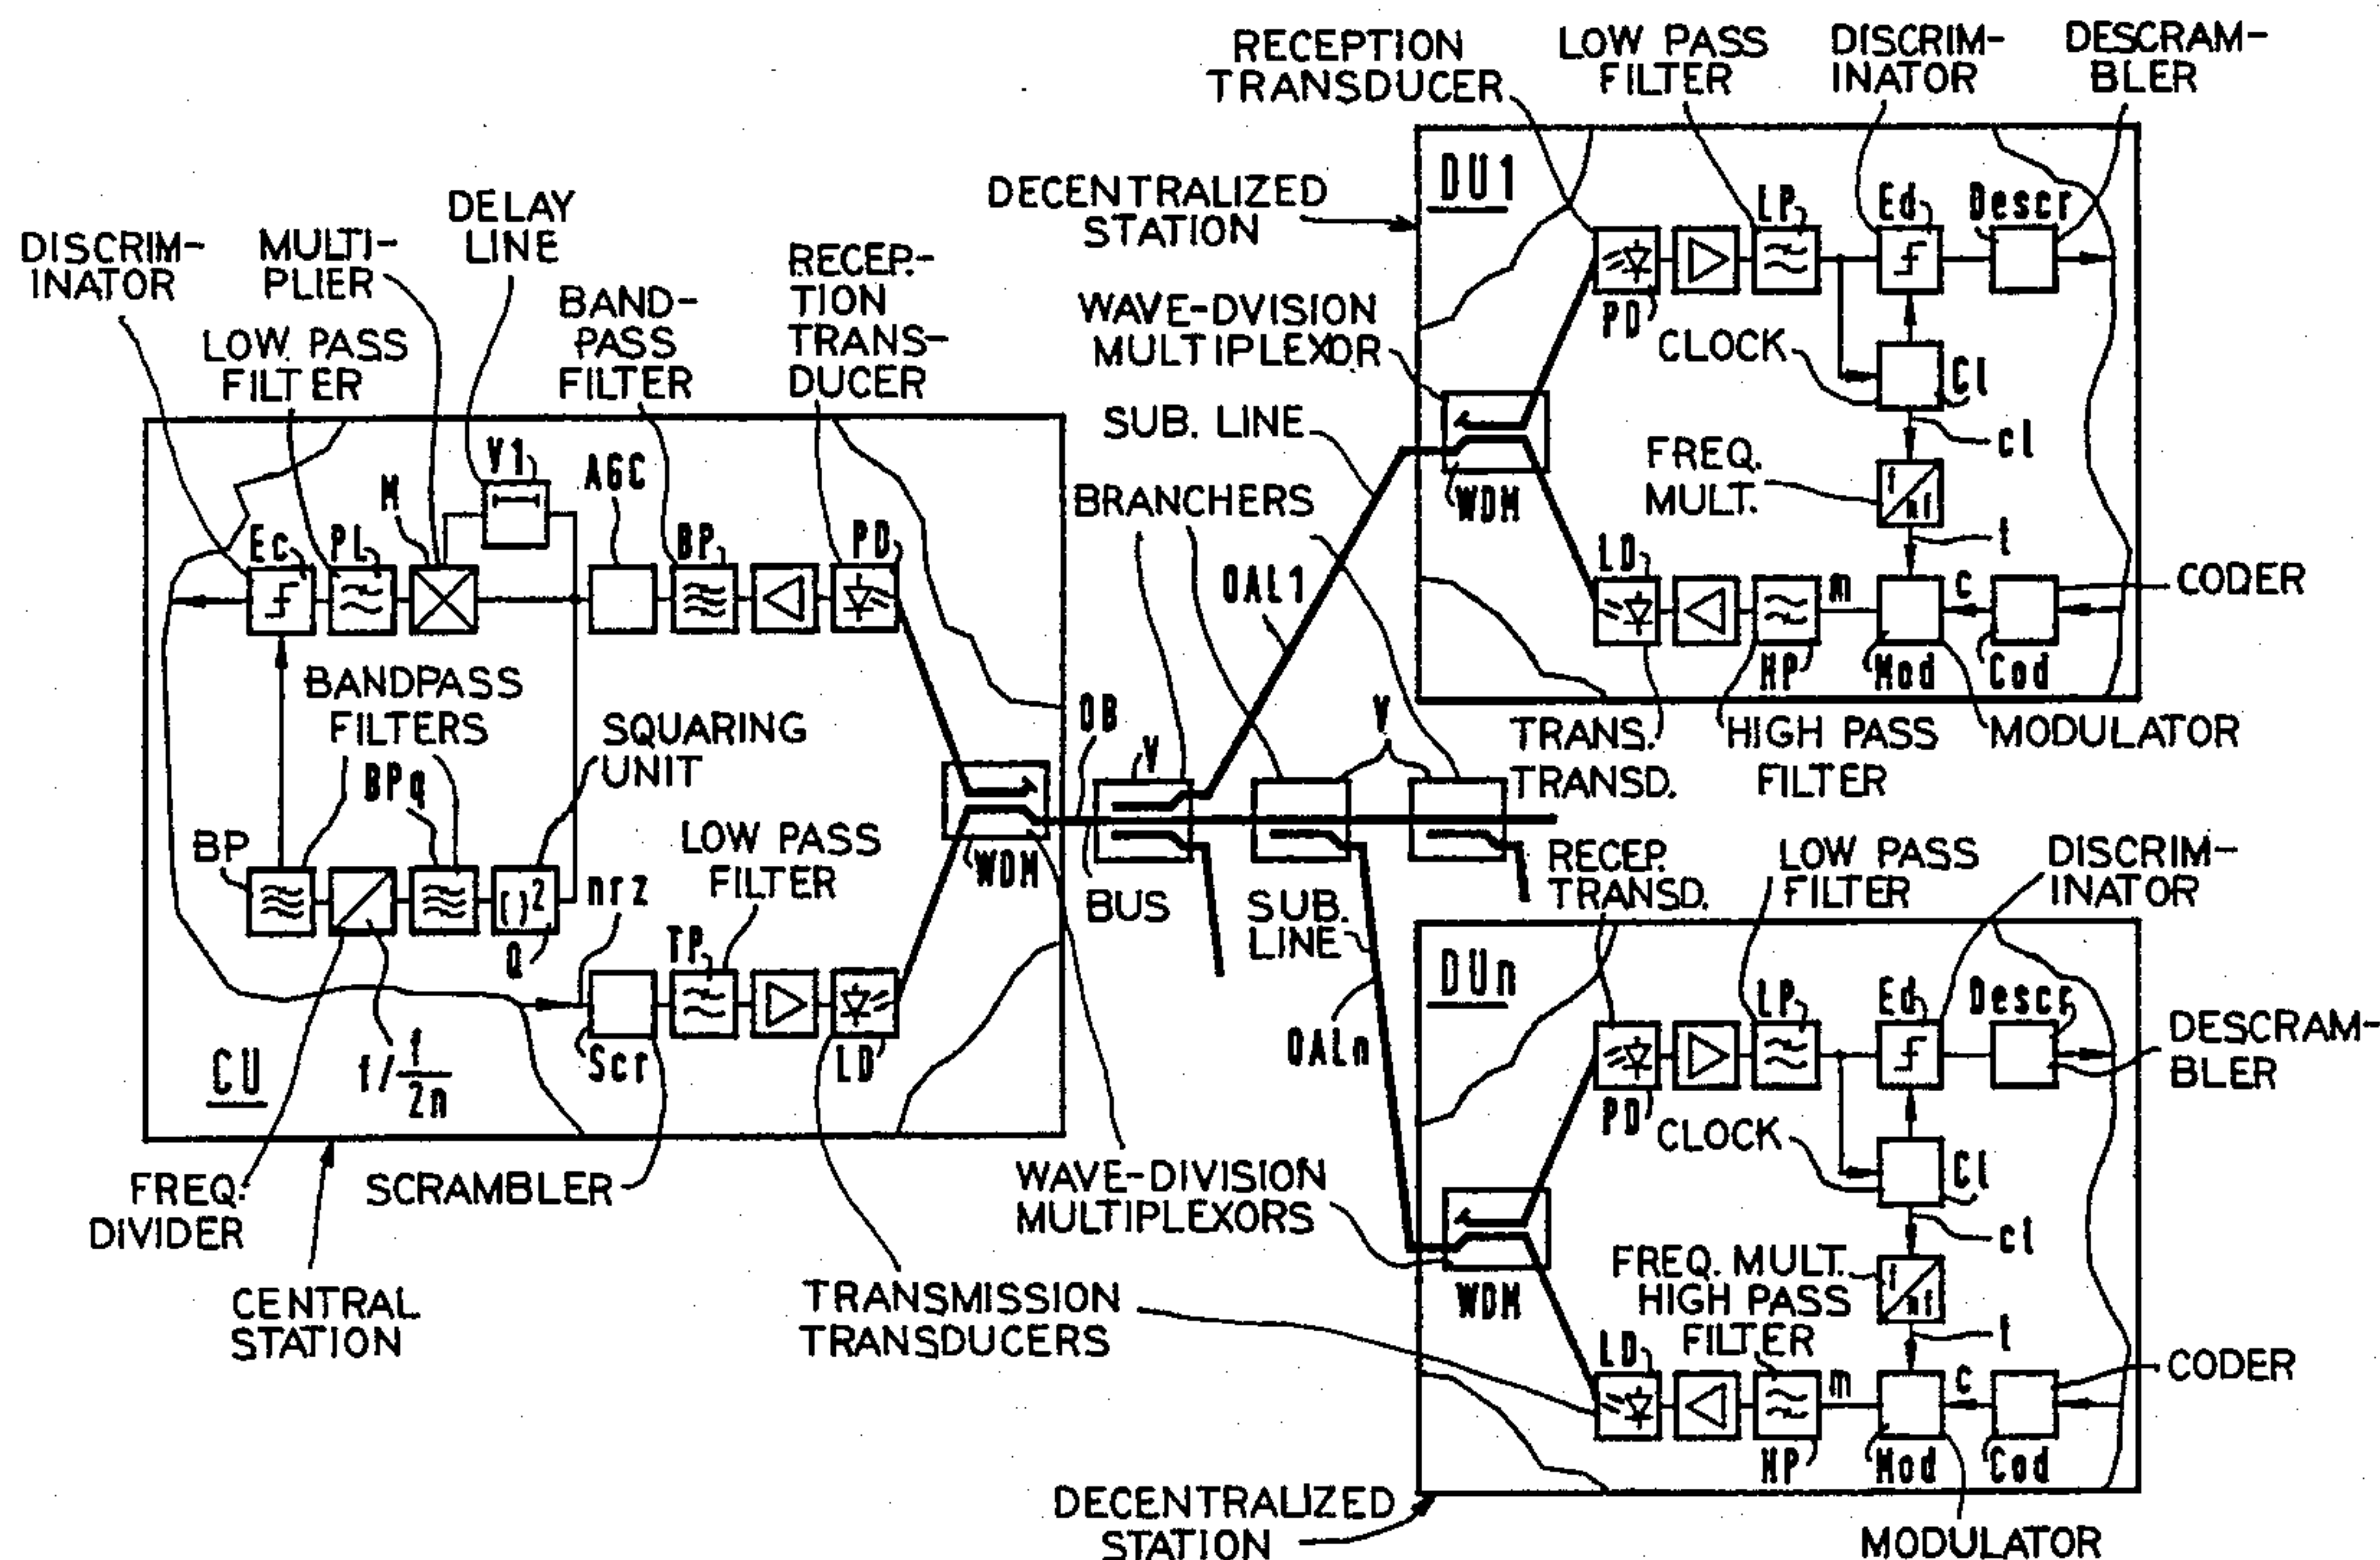 RECEPTION
TRANSDUCER
LOW PASS
FILTER
DISCRIM-
INATOR
DESCRAM-
BLER
DECENTRALIZED
STATION
DU1
LP
Ed
Descr
PD
CLOCK
Cl
cl
WAVE-DVISION
MULTIPLEXOR
WDM
FREQ.
MULT.
f
nf
t
LD
m
c
HP
Mod
Cod
CODER
TRANS.
TRANSD.
HIGH PASS
FILTER
MODULATOR
SUB. LINE
BRANCHERS
OAL1
DISCRIM-
INATOR
MULTI-
PLIER
DELAY
LINE
LOW PASS
FILTER
BAND-
PASS
FILTER
RECEP-
TION
TRANS-
DUCER
V1
M
AGC
Ec
PL
BP
PD
BANDPASS
FILTERS
BPq
SQUARING
UNIT
BP
( )2
Q
nrz
LOW PASS
FILTER
TP
WDM
Scr
LD
CU
f/
f
2n
OB
V
V
BUS
SUB.
LINE
OALn
FREQ.
DIVIDER
SCRAMBLER
CENTRAL
STATION
WAVE-DIVISION
MULTIPLEXORS
TRANSMISSION
TRANSDUCERS
RECEP.
TRANSD.
LOW PASS
FILTER
DISCRIM-
INATOR
DUn
LP
Ed
Descr
DESCRAM-
BLER
PD
CLOCK
Cl
cl
WDM
FREQ. MULT.
HIGH PASS
FILTER
f
nf
t
LD
m
c
CODER
HP
Mod
Cod
DECENTRALIZED
STATION
MODULATOR